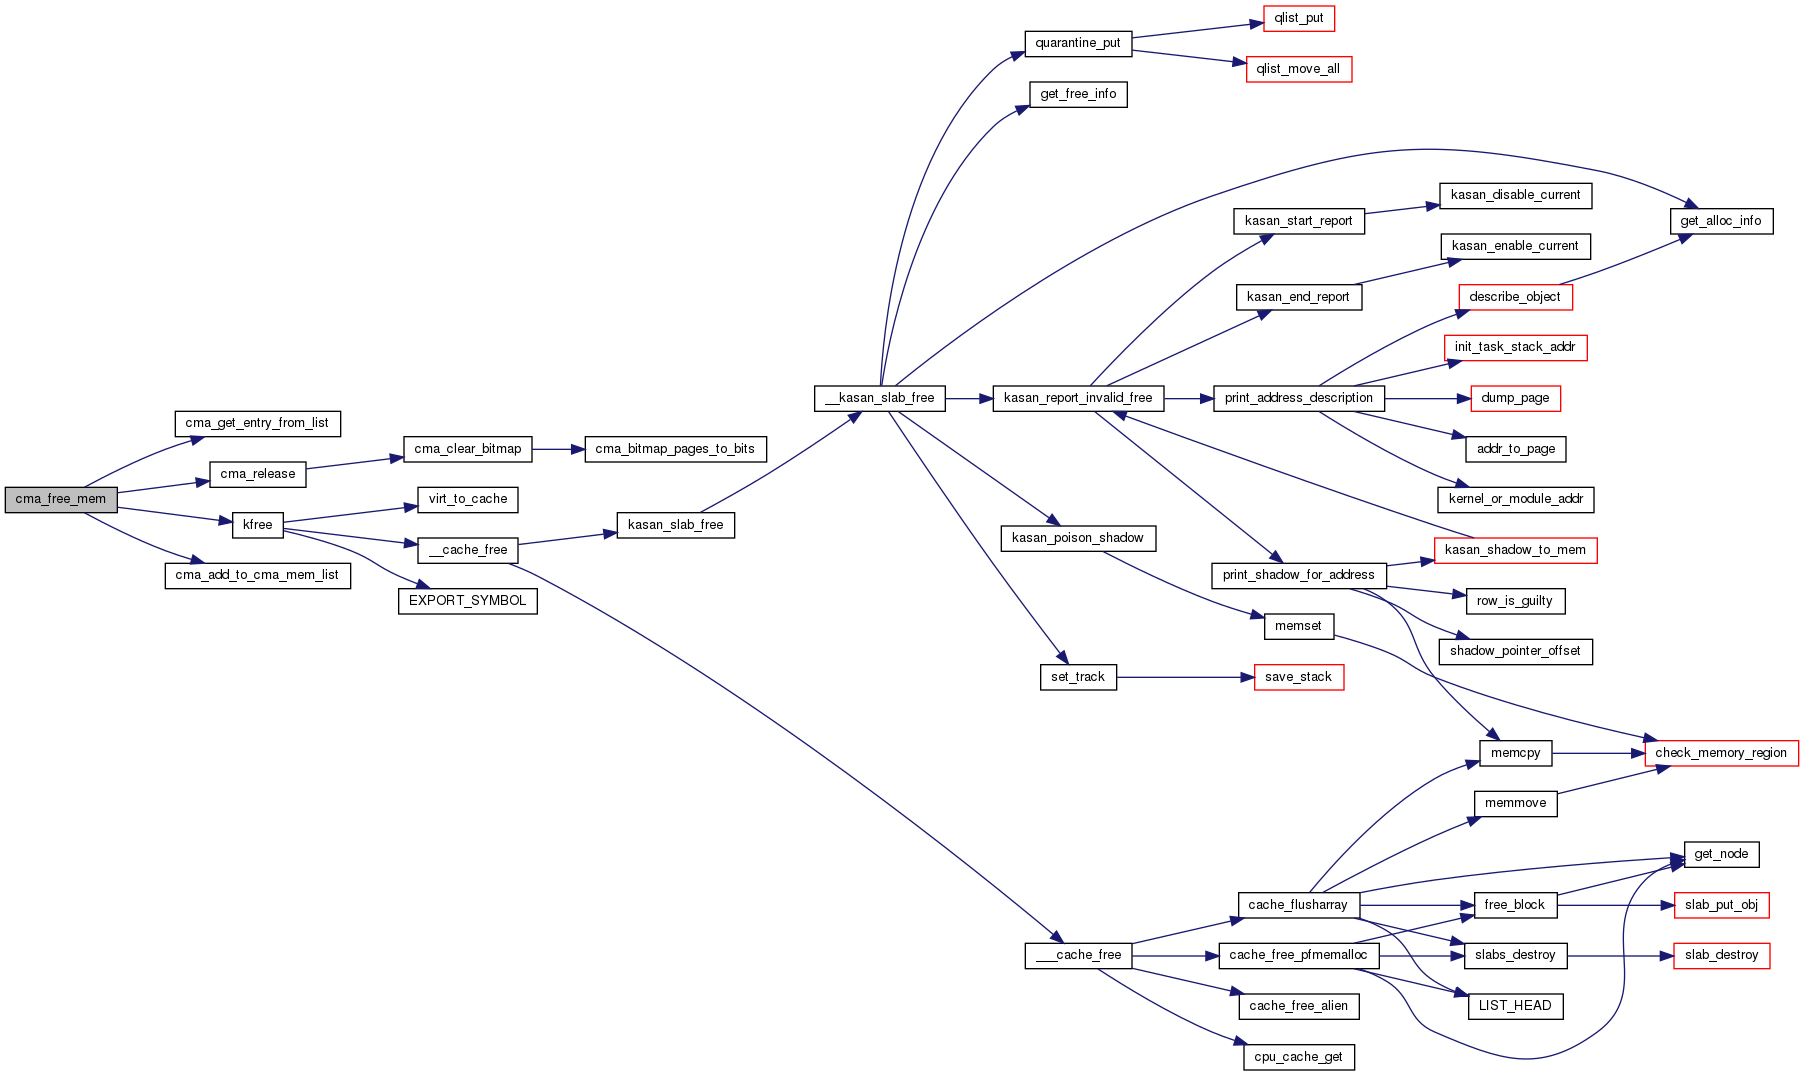 cma_free_mem
cma_get_entry_from_list
cma_release
kfree
cma_add_to_cma_mem_list
cma_clear_bitmap
virt_to_cache
__cache_free
EXPORT_SYMBOL
cma_bitmap_pages_to_bits
kasan_slab_free
__kasan_slab_free
quarantine_put
get_free_info
kasan_report_invalid_free
kasan_poison_shadow
set_track
___cache_free
qlist_put
qlist_move_all
kasan_start_report
kasan_end_report
print_address_description
print_shadow_for_address
memset
save_stack
cache_flusharray
cache_free_pfmemalloc
cache_free_alien
cpu_cache_get
kasan_disable_current
kasan_enable_current
describe_object
init_task_stack_addr
dump_page
addr_to_page
kernel_or_module_addr
kasan_shadow_to_mem
row_is_guilty
shadow_pointer_offset
memcpy
memmove
free_block
slabs_destroy
LIST_HEAD
get_alloc_info
check_memory_region
get_node
slab_put_obj
slab_destroy